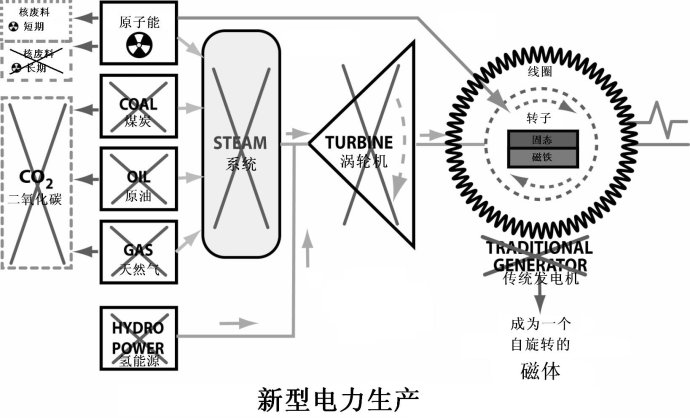 核废料
短期
核废料
长期
原子能
CO2
二氧化碳
COAL
煤炭
OIL
原油
GAS
天然气
HYDRO
POWER
氢能源
STEAM
系统
TURBINE
涡轮机
线圈
转子
固态
磁铁
TRADITIONAL
GENERATOR
传统发电机
成为一个
自旋转的
磁体
新型电力生产